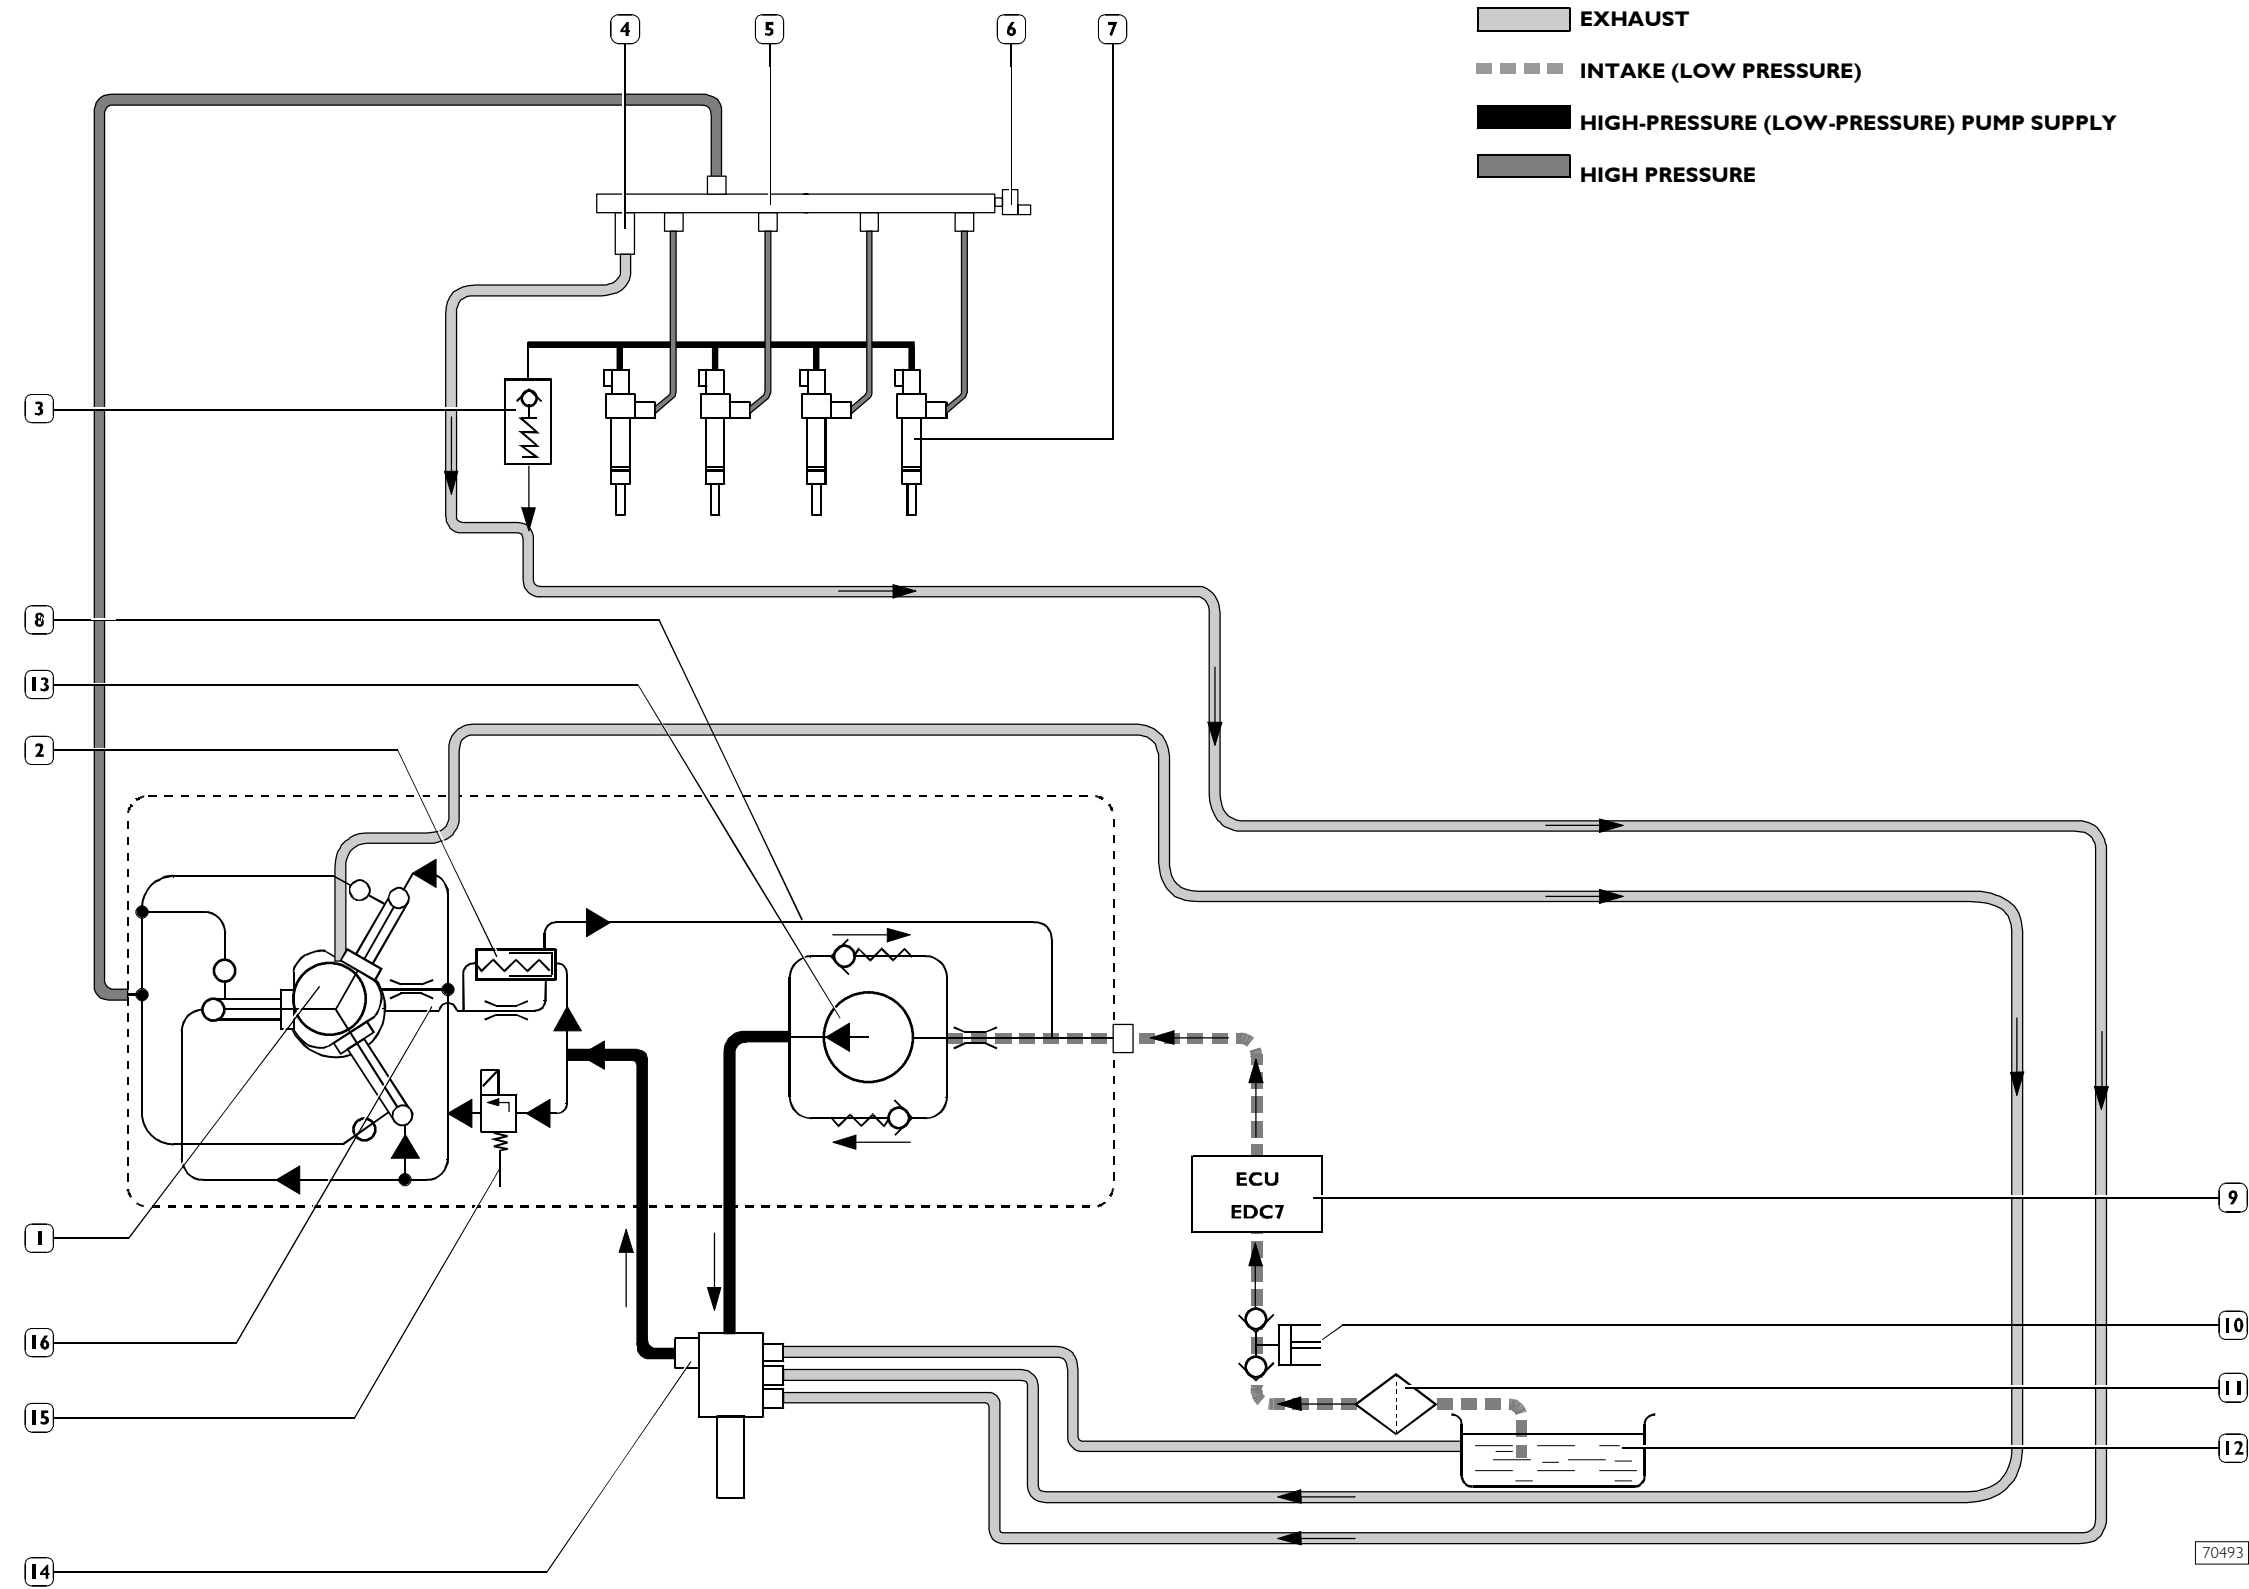 4
5
6
7
EXHAUST
INTAKE (LOW PRESSURE)
HIGH-PRESSURE (LOW-PRESSURE) PUMP SUPPLY
HIGH PRESSURE
3
8
13
2
ECU
EDC7
9
1
10
16
11
15
12
14
70493